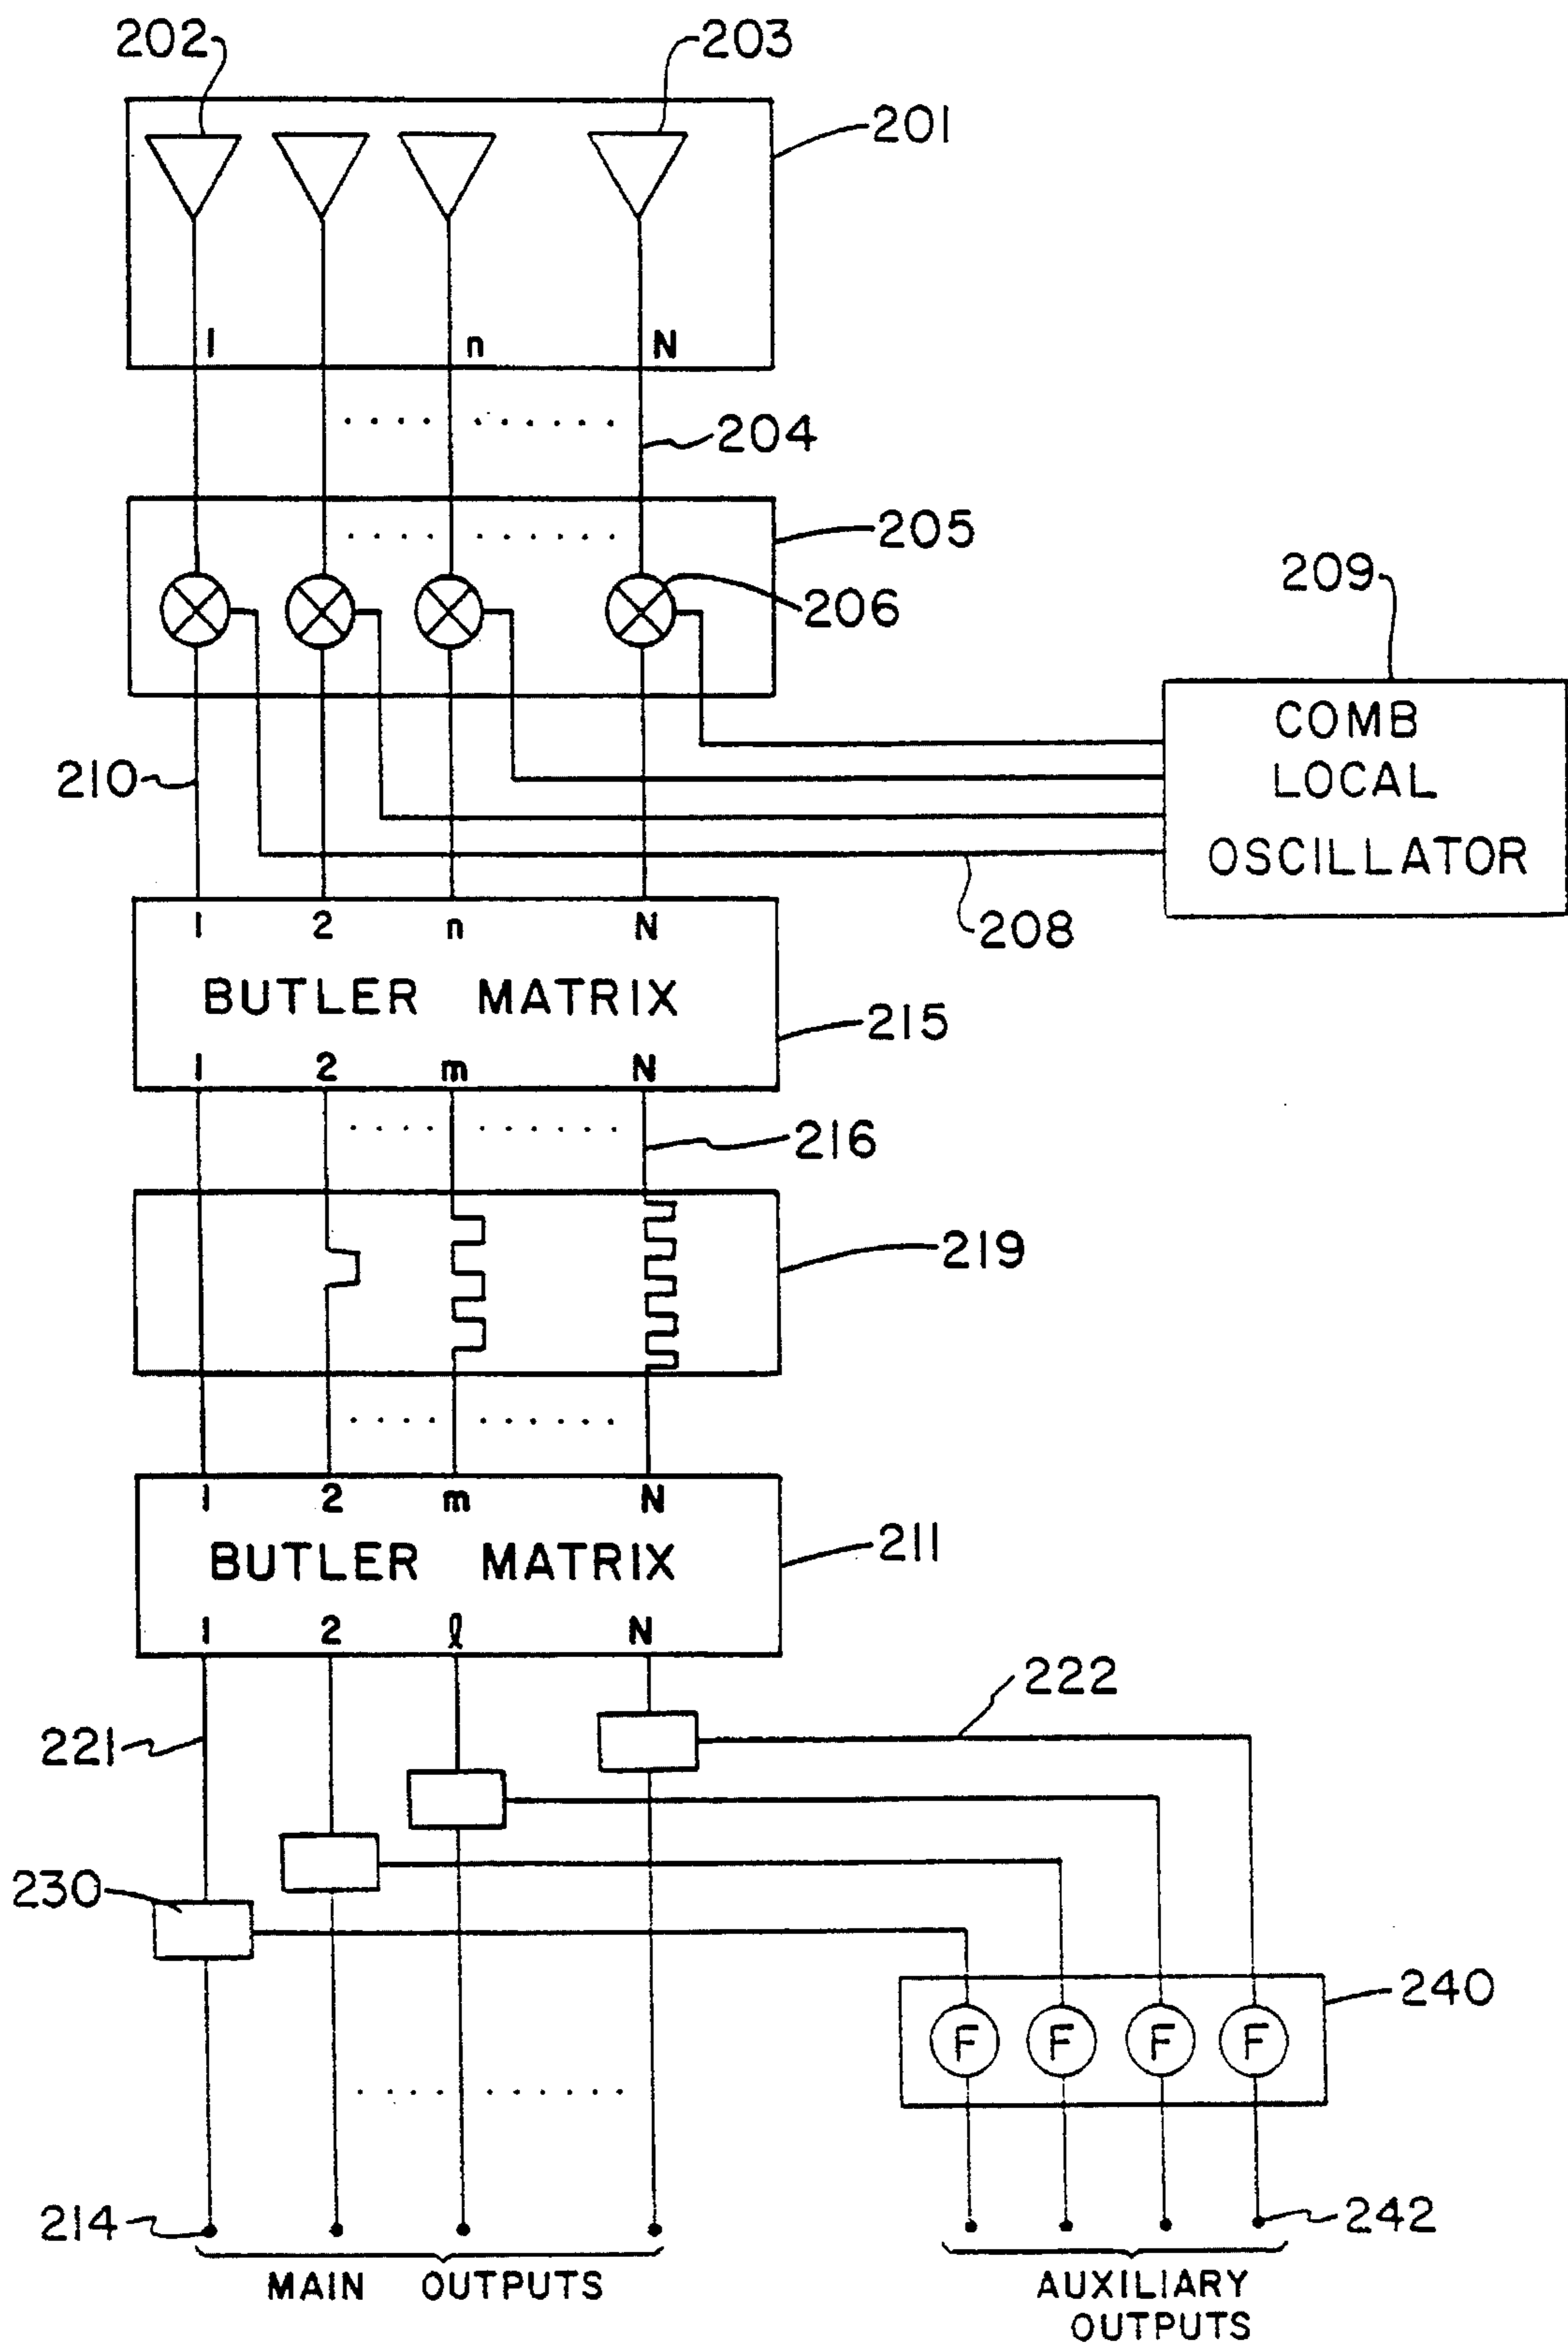 202
203
201
1 n N
204
205
206
209
COMB
LOCAL
OSCILLATOR
210
208
1 2 n N
BUTLER MATRIX
215
1 2 m N
216
219
1 2 m N
BUTLER MATRIX
211
1 2 ℓ N
222
221
230
240
F F F F
214
242
MAIN OUTPUTS
AUXILIARY
OUTPUTS